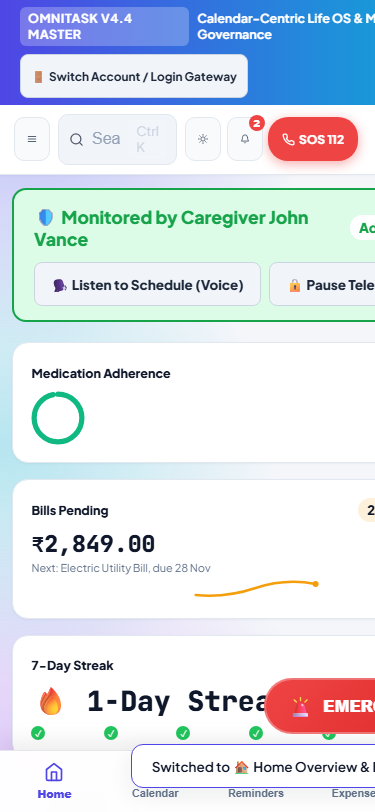 OMNITASK V4.4
MASTER
Calendar-Centric Life OS & M
Governance
Switch Account / Login Gateway
Sea
Ctrl
K
2
SOS 112
Monitored by Caregiver John
Vance
Ac
Listen to Schedule (Voice)
Pause Tele
Medication Adherence
Bills Pending
2
₹2,849.00
Next: Electric Utility Bill, due 28 Nov
7-Day Streak
1-Day Strea
EMERG
Switched to Home Overview &
Home
Calendar
Reminders
Expense